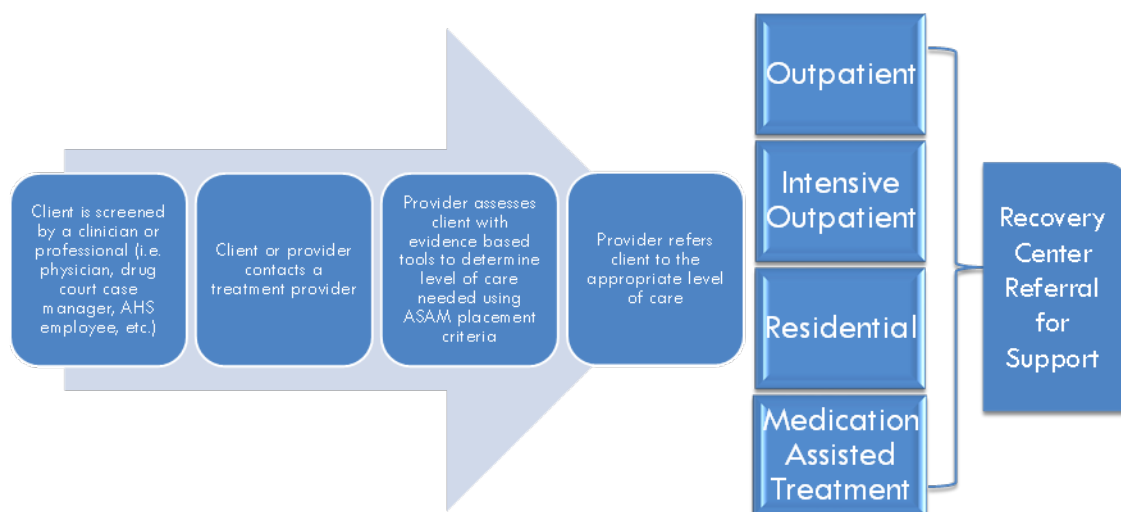 Client is screened
by a clinician or
professional (i.e.
physician, drug
court case
manager, AHS
employee, etc.)
Client or provider
contacts a
treatment provider
Provider assesses
client with
evidence based
tools to determine
level of care
needed using
ASAM placement
criteria
Provider refers
client to the
appropriate level
of care
Outpatient
Intensive
Outpatient
Residential
Medication
Assisted
Treatment
Recovery
Center
Referral
for
Support